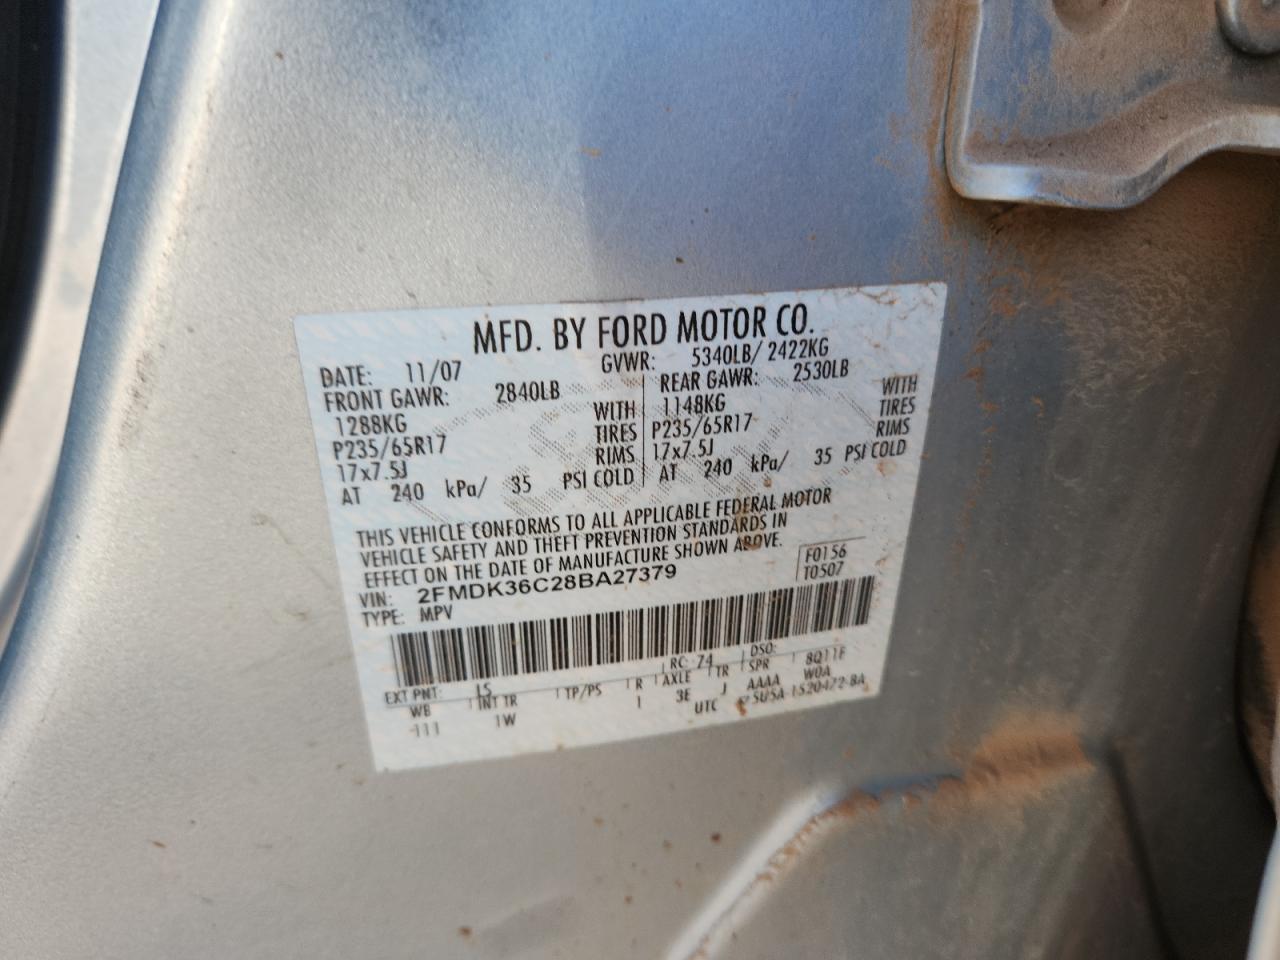 MFD. BY FORD MOTOR CO.
DATE: 11/07 GVWR: 5340LB/ 2422KG
FRONT GAWR: 2840LB REAR GAWR: 2530LB
1288KG WITH 1148KG WITH
P235/65R17 TIRES P235/65R17 TIRES
17x7.5J RIMS 17x7.5J RIMS
AT 240 kPa/ 35 PSI COLD AT 240 kPa/ 35 PSI COLD
THIS VEHICLE CONFORMS TO ALL APPLICABLE FEDERAL MOTOR
VEHICLE SAFETY AND THEFT PREVENTION STANDARDS IN
EFFECT ON THE DATE OF MANUFACTURE SHOWN ABOVE.
F0156
VIN: 2FMDK36C28BA27379 T0507
TYPE: MPV
EXT PNT: RC: 74 DSO:
WB INT TR TP/PS R AXLE TR SPR
111 1W 1 3E J AAAA W0A
UTC